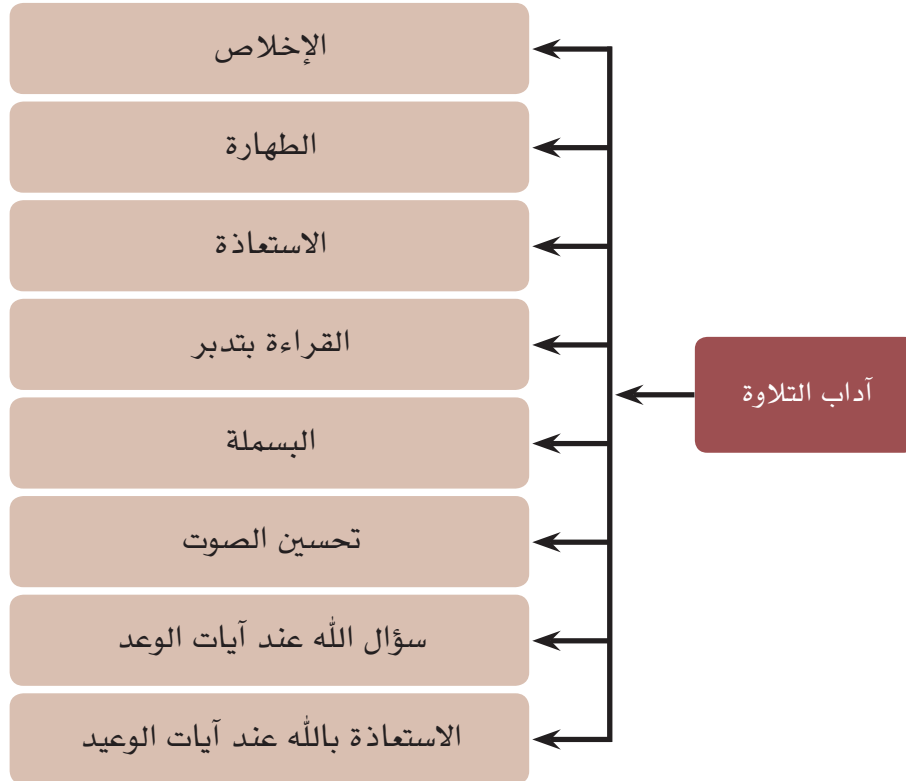 آداب التلاوة
الإخلاص
الطهارة
الاستعاذة
القراءة بتدبر
البسملة
تحسين الصوت
سؤال الله عند آيات الوعد
الاستعاذة بالله عند آيات الوعيد